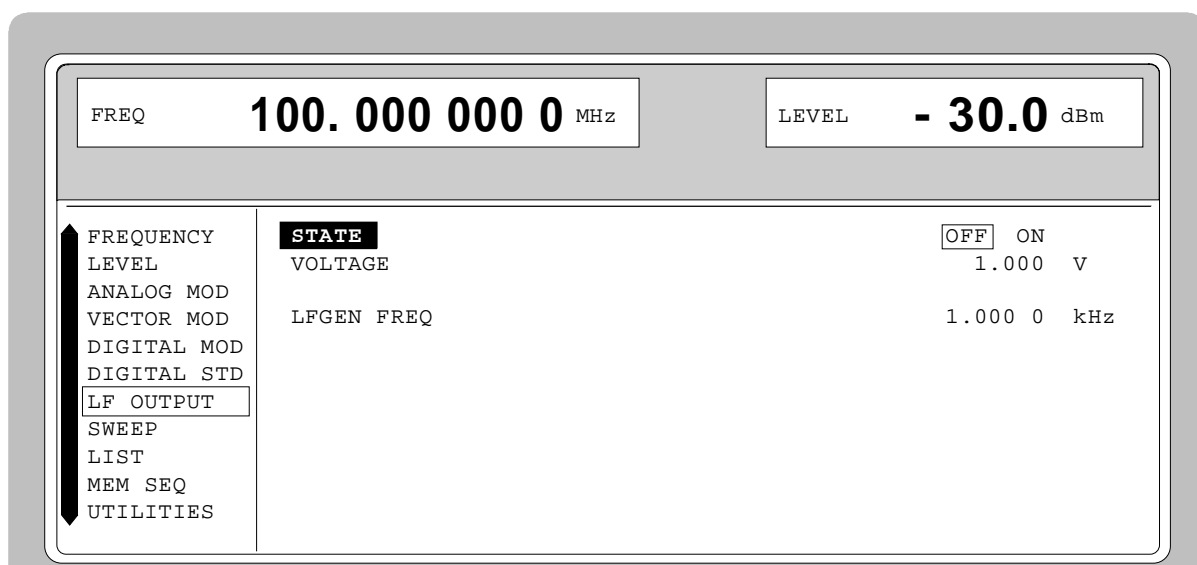 FREQ 100. 000 000 0 MHz
LEVEL - 30.0 dBm
FREQUENCY
LEVEL
ANALOG MOD
VECTOR MOD
DIGITAL MOD
DIGITAL STD
LF OUTPUT
SWEEP
LIST
MEM SEQ
UTILITIES
STATE OFF ON
VOLTAGE 1.000 V
LFGEN FREQ 1.000 0 kHz